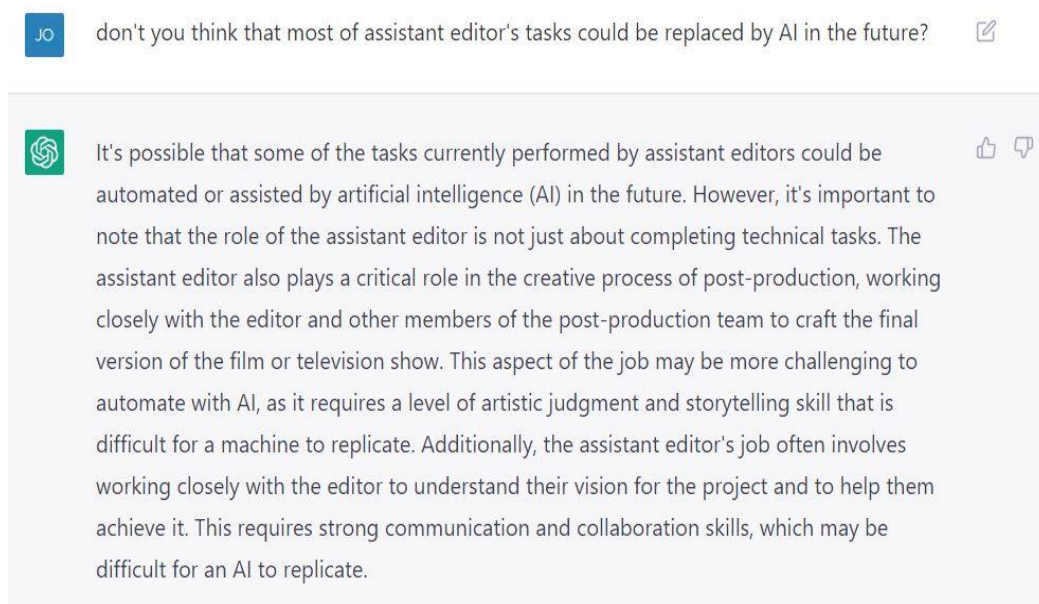 JO
don't you think that most of assistant editor's tasks could be replaced by AI in the future?
It's possible that some of the tasks currently performed by assistant editors could be
automated or assisted by artificial intelligence (AI) in the future. However, it's important to
note that the role of the assistant editor is not just about completing technical tasks. The
assistant editor also plays a critical role in the creative process of post-production, working
closely with the editor and other members of the post-production team to craft the final
version of the film or television show. This aspect of the job may be more challenging to
automate with AI, as it requires a level of artistic judgment and storytelling skill that is
difficult for a machine to replicate. Additionally, the assistant editor's job often involves
working closely with the editor to understand their vision for the project and to help them
achieve it. This requires strong communication and collaboration skills, which may be
difficult for an AI to replicate.